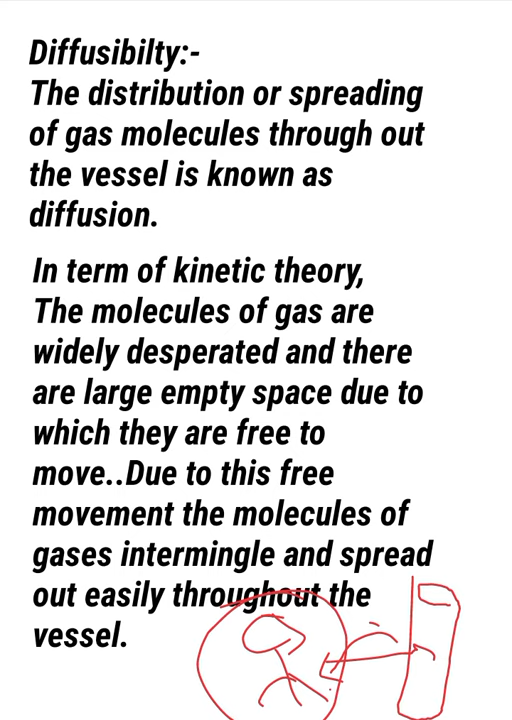 Diffusibilty:-
The distribution or spreading
of gas molecules through out
the vessel is known as
diffusion.
In term of kinetic theory,
The molecules of gas are
widely desperated and there
are large empty space due to
which they are free to
move..Due to this free
movement the molecules of
gases intermingle and spread
out easily throughout the
vessel.